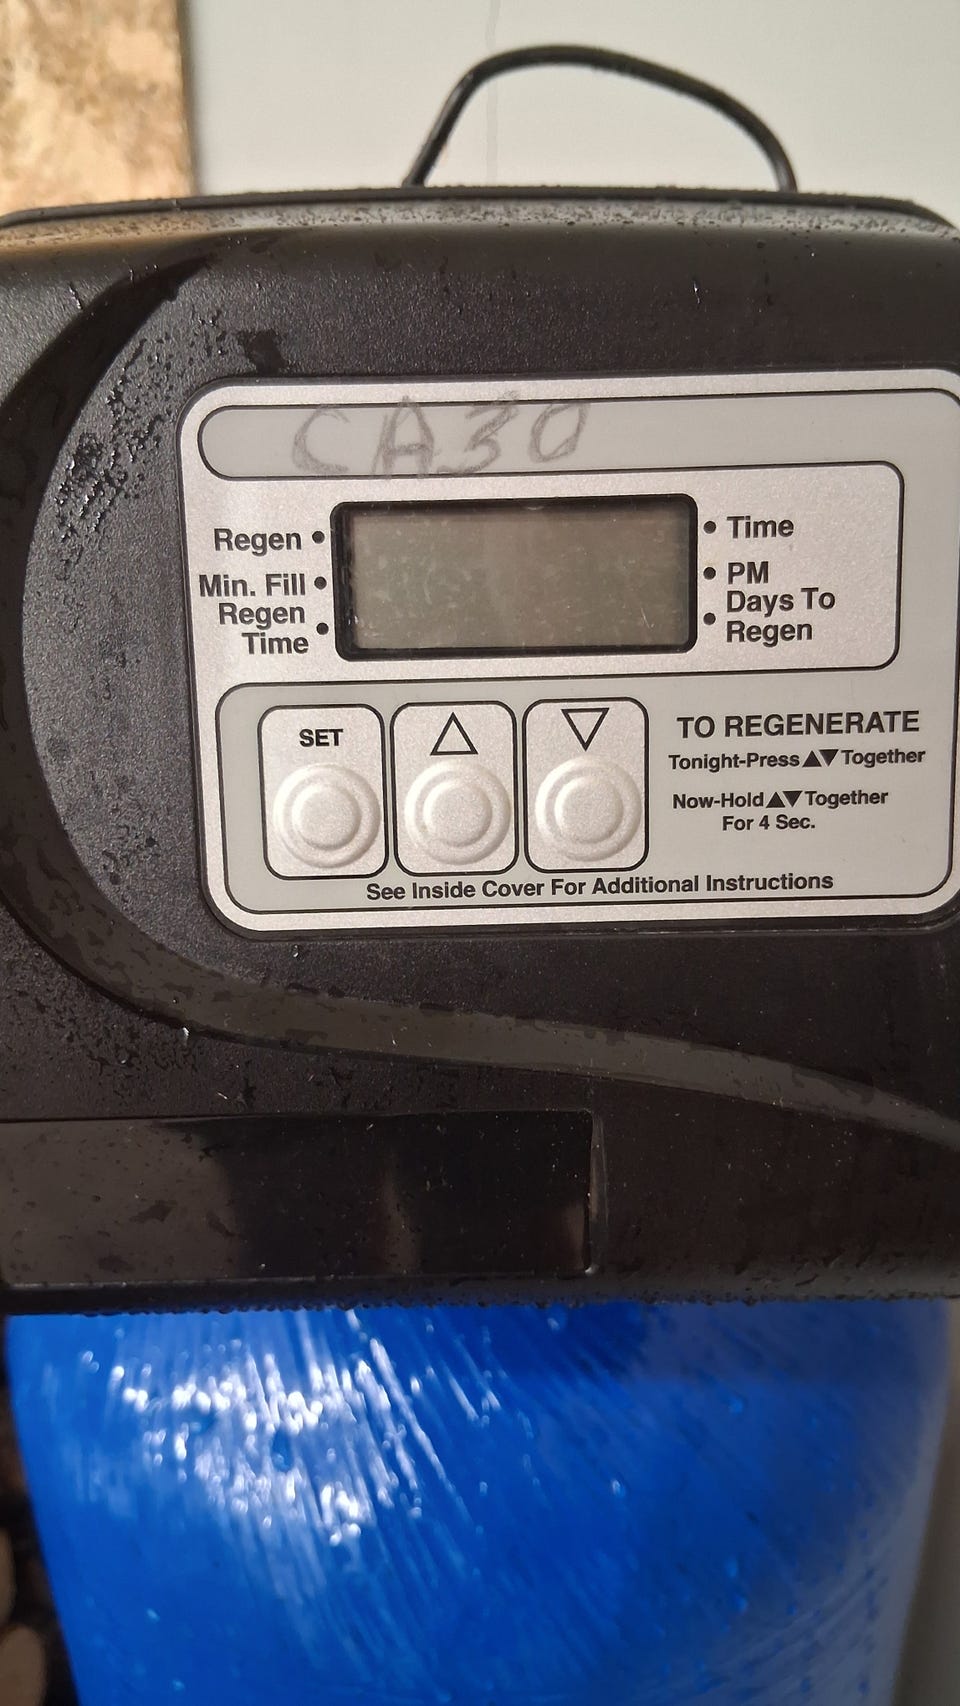 CA30
Regen
Min. Fill
Regen
Time
Time
PM
Days To
Regen
SET
TO REGENERATE
Tonight-Press ▲▼ Together
Now-Hold ▲▼ Together
For 4 Sec.
See Inside Cover For Additional Instructions